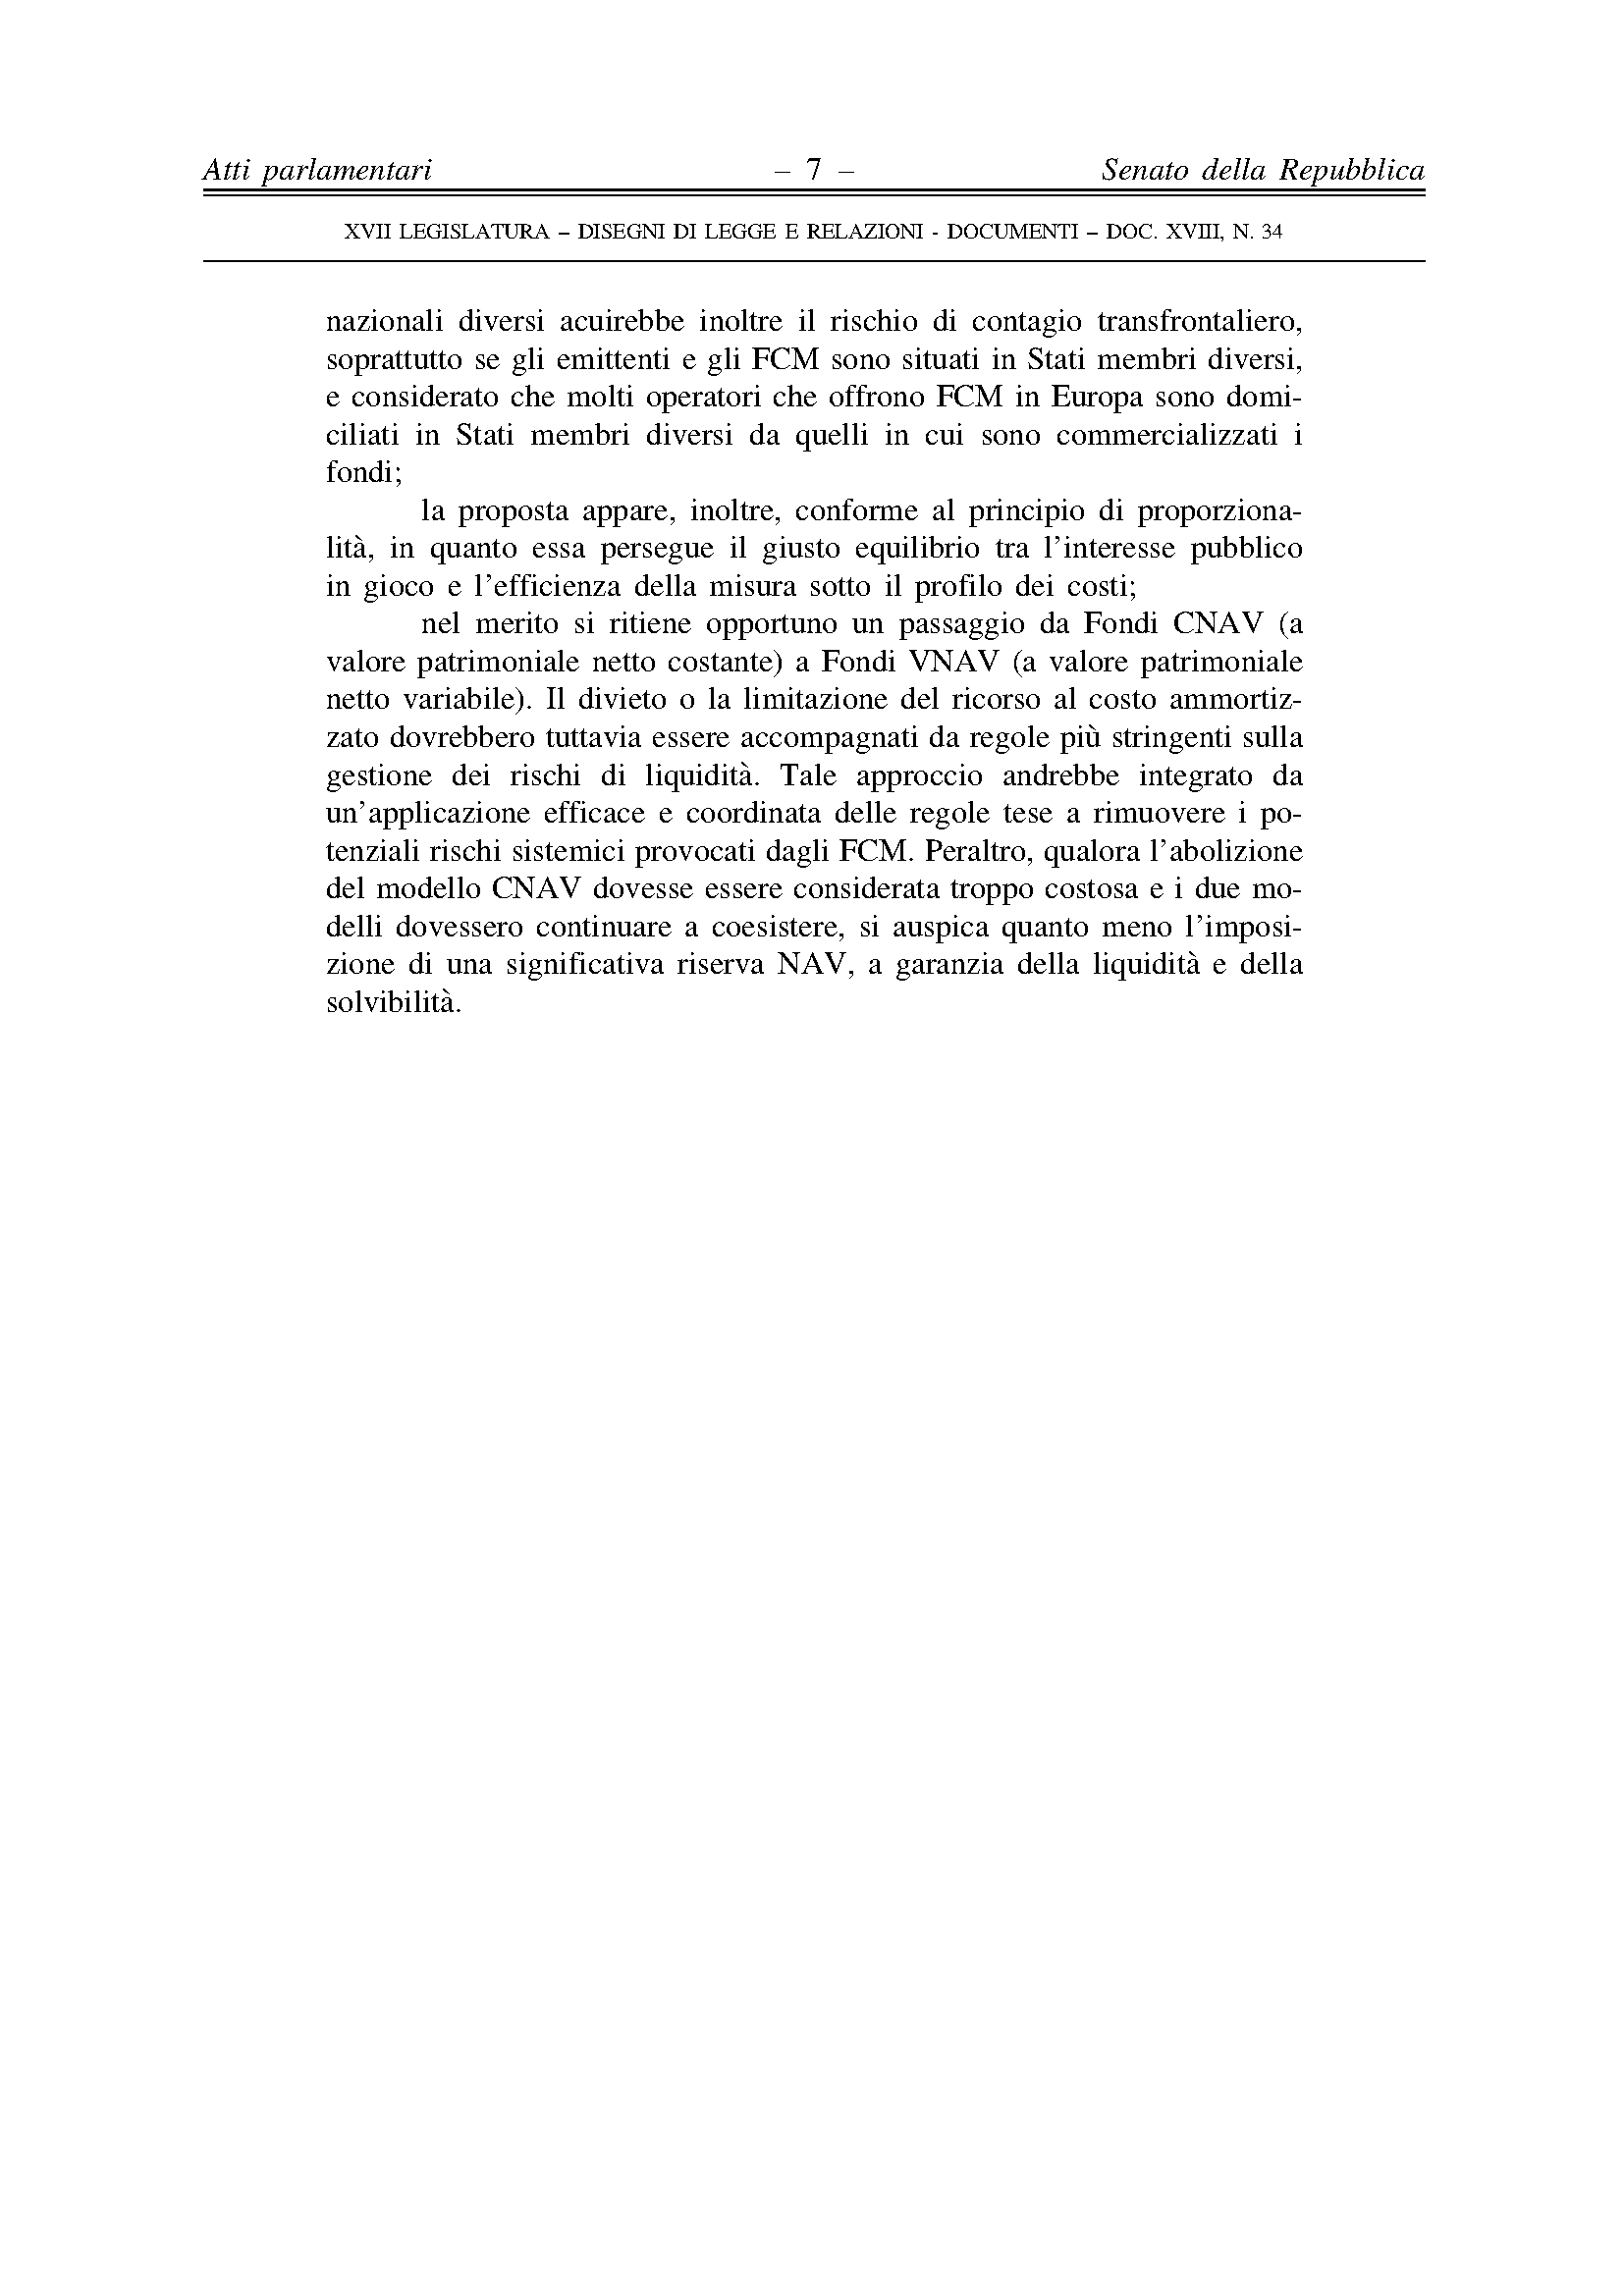 Atti parlamentari – 7 – Senato della Repubblica
XVII LEGISLATURA – DISEGNI DI LEGGE E RELAZIONI - DOCUMENTI – DOC. XVIII, N. 34
nazionali diversi acuirebbe inoltre il rischio di contagio transfrontaliero,
soprattutto se gli emittenti e gli FCM sono situati in Stati membri diversi,
e considerato che molti operatori che offrono FCM in Europa sono domi-
ciliati in Stati membri diversi da quelli in cui sono commercializzati i
fondi;
la proposta appare, inoltre, conforme al principio di proporziona-
lità, in quanto essa persegue il giusto equilibrio tra l'interesse pubblico
in gioco e l'efficienza della misura sotto il profilo dei costi;
nel merito si ritiene opportuno un passaggio da Fondi CNAV (a
valore patrimoniale netto costante) a Fondi VNAV (a valore patrimoniale
netto variabile). Il divieto o la limitazione del ricorso al costo ammortiz-
zato dovrebbero tuttavia essere accompagnati da regole più stringenti sulla
gestione dei rischi di liquidità. Tale approccio andrebbe integrato da
un'applicazione efficace e coordinata delle regole tese a rimuovere i po-
tenziali rischi sistemici provocati dagli FCM. Peraltro, qualora l'abolizione
del modello CNAV dovesse essere considerata troppo costosa e i due mo-
delli dovessero continuare a coesistere, si auspica quanto meno l'imposi-
zione di una significativa riserva NAV, a garanzia della liquidità e della
solvibilità.